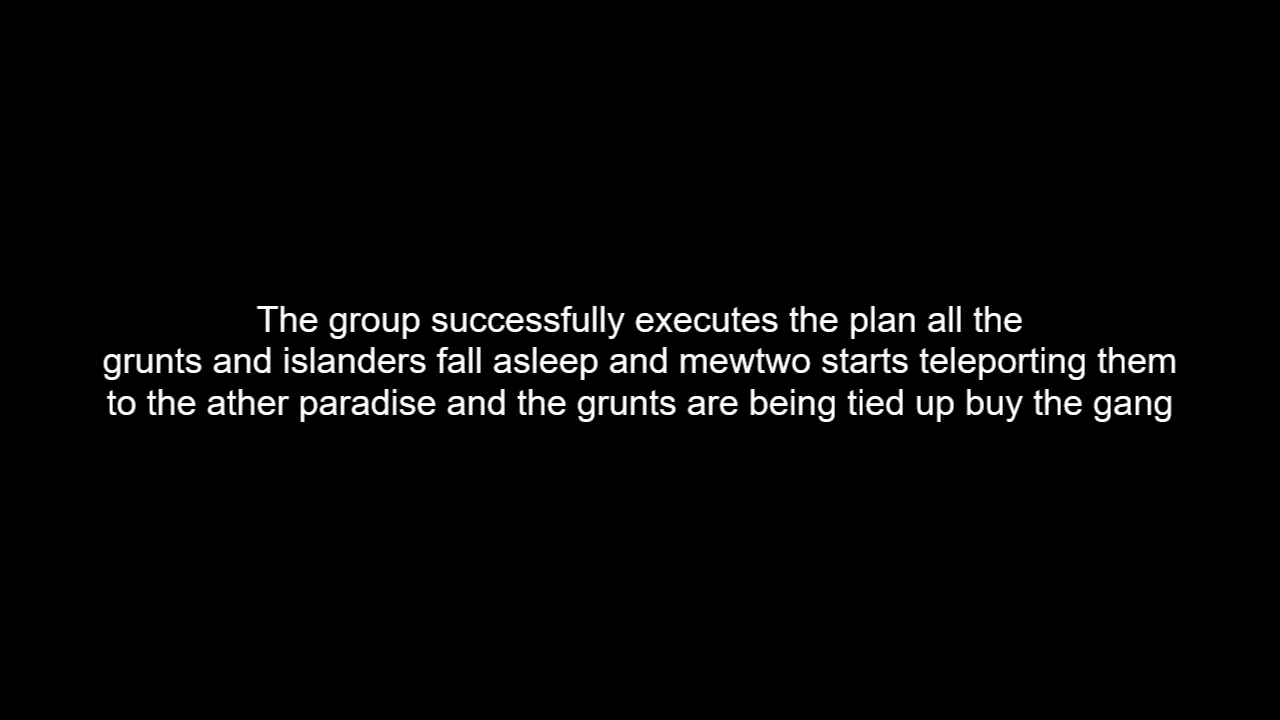 The group successfully executes the plan all the
grunts and islanders fall asleep and mewtwo starts teleporting them
to the ather paradise and the grunts are being tied up buy the gang